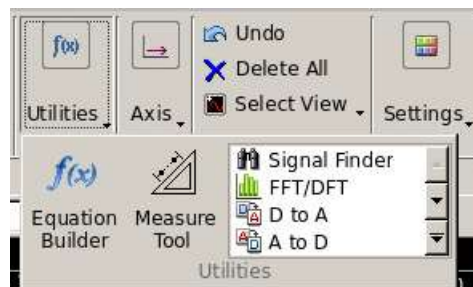 f(x)
Undo
Delete All
Select View
Utilities
Axis
Settings
f(x)
Equation
Builder
Measure
Tool
Signal Finder
FFT/DFT
D to A
A to D
Utilities